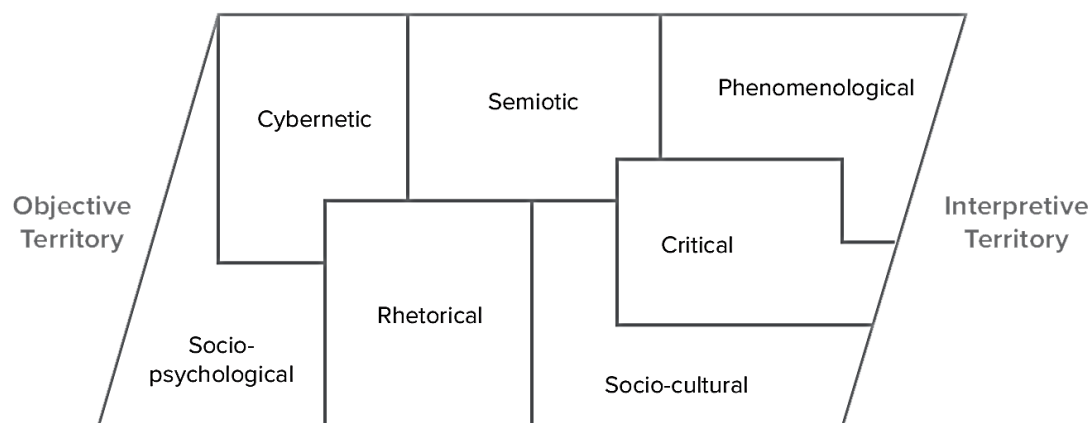 Phenomenological
Semiotic
Cybernetic
Objective
Territory
Interpretive
Territory
Critical
Rhetorical
Socio-
psychological
Socio-cultural